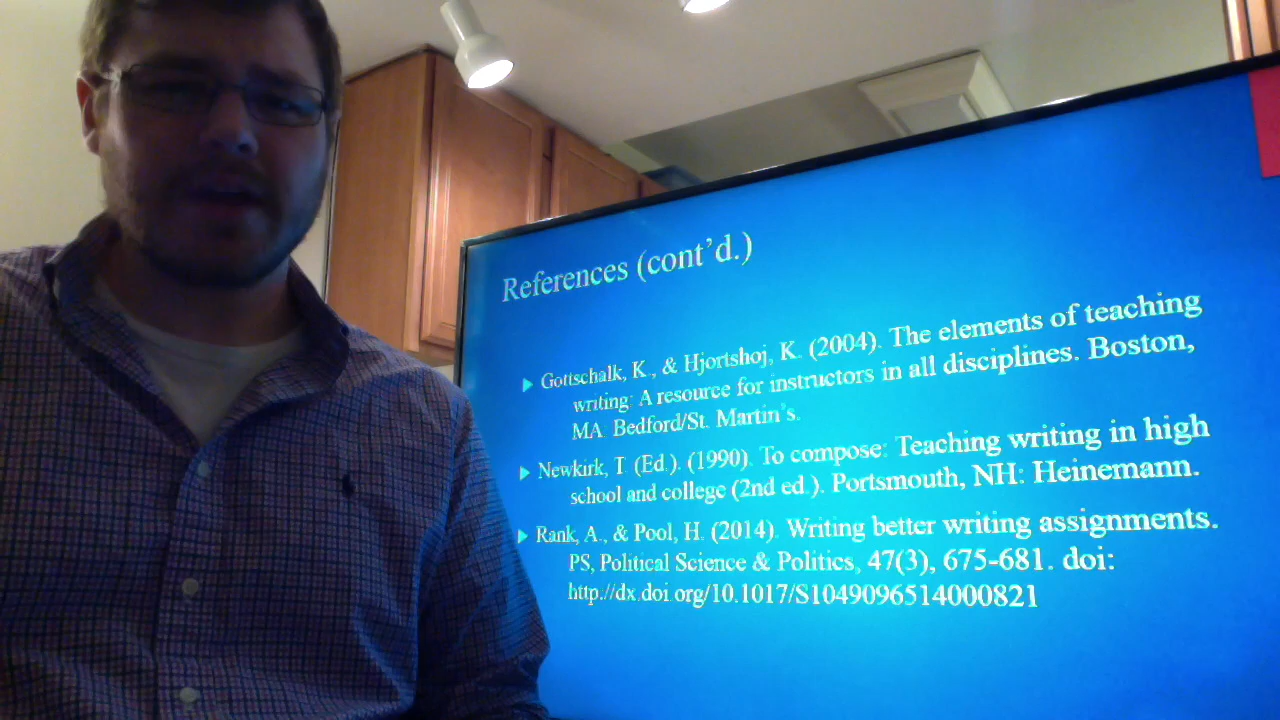 References (cont’d.)
Gottschalk, K., & Hjortshoj, K. (2004). The elements of teaching
writing: A resource for instructors in all disciplines. Boston,
MA: Bedford/St. Martin’s.
Newkirk, T. (Ed.). (1990). To compose: Teaching writing in high
school and college (2nd ed.). Portsmouth, NH: Heinemann.
Rank, A., & Pool, H. (2014). Writing better writing assignments.
PS, Political Science & Politics, 47(3), 675-681. doi:
http://dx.doi.org/10.1017/S1049096514000821